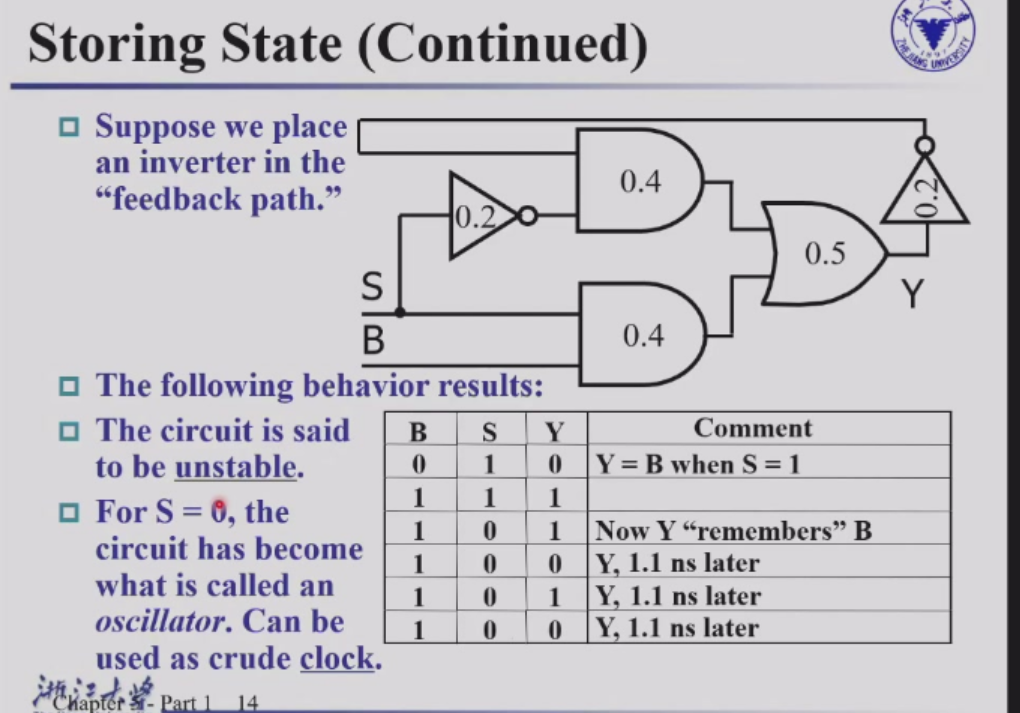 Storing State (Continued)
ZHEJIANG UNIVERSITY
1897
Suppose we place
an inverter in the
“feedback path.”
0.4
0.2
0.2
0.5
S
Y
B
0.4
The following behavior results:
The circuit is said
to be unstable.
For S = 0, the
circuit has become
what is called an
oscillator. Can be
used as crude clock.
B S Y Comment
0 1 0 Y = B when S = 1
1 1 1
1 0 1 Now Y “remembers” B
1 0 0 Y, 1.1 ns later
1 0 1 Y, 1.1 ns later
1 0 0 Y, 1.1 ns later
浙江大学
Chapter - Part 1 14